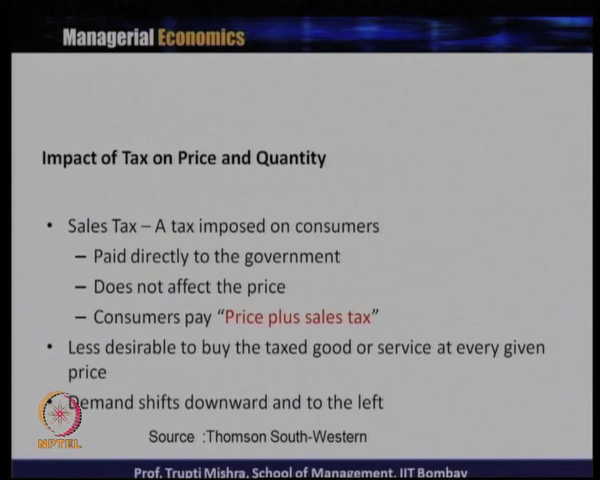 Managerial Economics
Impact of Tax on Price and Quantity
• Sales Tax – A tax imposed on consumers
– Paid directly to the government
– Does not affect the price
– Consumers pay “Price plus sales tax”
• Less desirable to buy the taxed good or service at every given
price
• Demand shifts downward and to the left
NPTEL
Source :Thomson South-Western
Prof. Trupti Mishra, School of Management, IIT Bombay